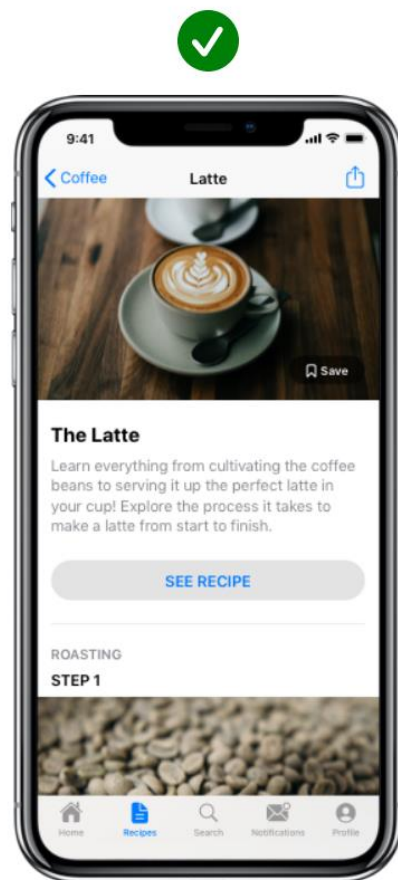 9:41
Coffee
Latte
Save
The Latte
Learn everything from cultivating the coffee
beans to serving it up the perfect latte in
your cup! Explore the process it takes to
make a latte from start to finish.
SEE RECIPE
ROASTING
STEP 1
Home
Recipes
Search
Notifications
Profile